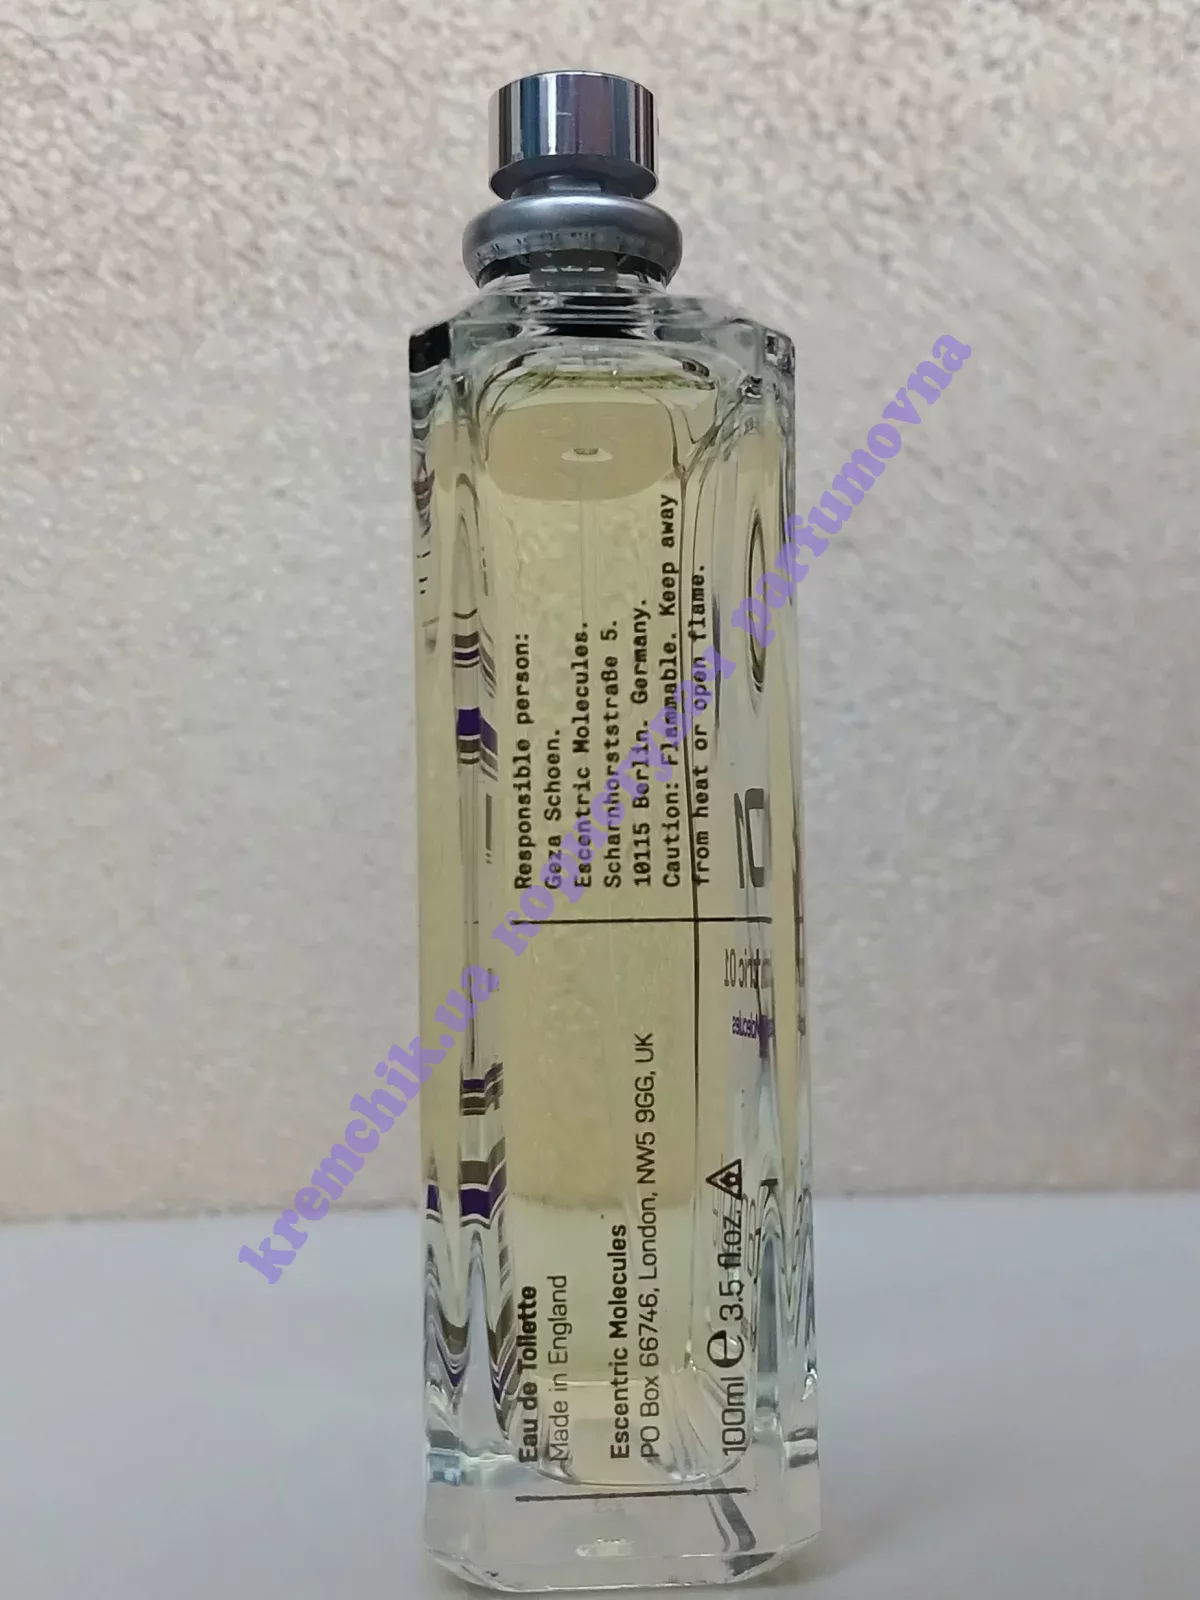 Responsible person:
Geza Schoen.
Escentric Molecules.
Scharnhorststraße 5.
10115 Berlin. Germany.
Caution: Flammable. Keep away
from heat or open flame.
Eau de Toilette
Made in England
Escentric Molecules
PO Box 66746, London, NW5 9GG, UK
100ml e 3.5 fl.oz.
kremchik.ua корнотурен parfumovna